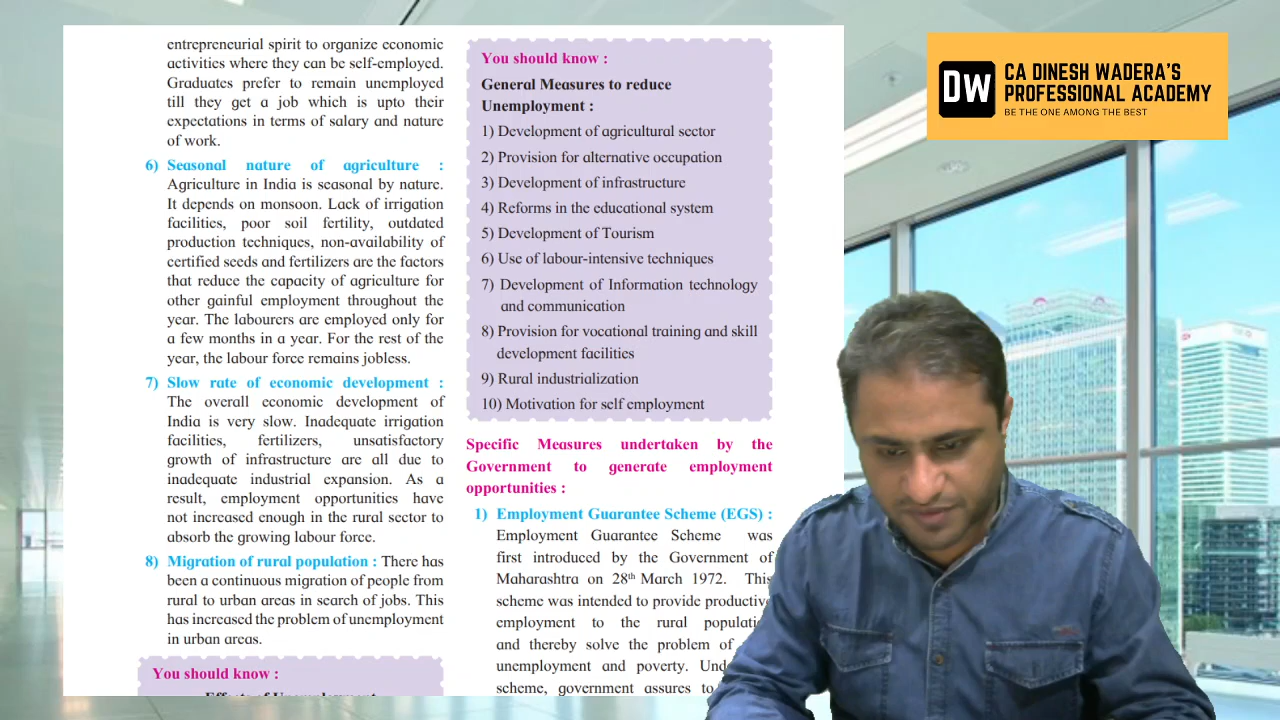 entrepreneurial spirit to organize economic
activities where they can be self-employed.
Graduates prefer to remain unemployed
till they get a job which is upto their
expectations in terms of salary and nature
of work.
6) Seasonal nature of agriculture :
Agriculture in India is seasonal by nature.
It depends on monsoon. Lack of irrigation
facilities, poor soil fertility, outdated
production techniques, non-availability of
certified seeds and fertilizers are the factors
that reduce the capacity of agriculture for
other gainful employment throughout the
year. The labourers are employed only for
a few months in a year. For the rest of the
year, the labour force remains jobless.
7) Slow rate of economic development :
The overall economic development of
India is very slow. Inadequate irrigation
facilities, fertilizers, unsatisfactory
growth of infrastructure are all due to
inadequate industrial expansion. As a
result, employment opportunities have
not increased enough in the rural sector to
absorb the growing labour force.
8) Migration of rural population : There has
been a continuous migration of people from
rural to urban areas in search of jobs. This
has increased the problem of unemployment
in urban areas.
You should know :
Effects of Unemployment
You should know :
General Measures to reduce
Unemployment :
1) Development of agricultural sector
2) Provision for alternative occupation
3) Development of infrastructure
4) Reforms in the educational system
5) Development of Tourism
6) Use of labour-intensive techniques
7) Development of Information technology
and communication
8) Provision for vocational training and skill
development facilities
9) Rural industrialization
10) Motivation for self employment
Specific Measures undertaken by the
Government to generate employment
opportunities :
1) Employment Guarantee Scheme (EGS) :
Employment Guarantee Scheme was
first introduced by the Government of
Maharashtra on 28th March 1972. This
scheme was intended to provide productive
employment to the rural
and thereby solve the problem of
unemployment and poverty.
scheme, government assures to
DW
CA DINESH WADERA'S
PROFESSIONAL ACADEMY
BE THE ONE AMONG THE BEST